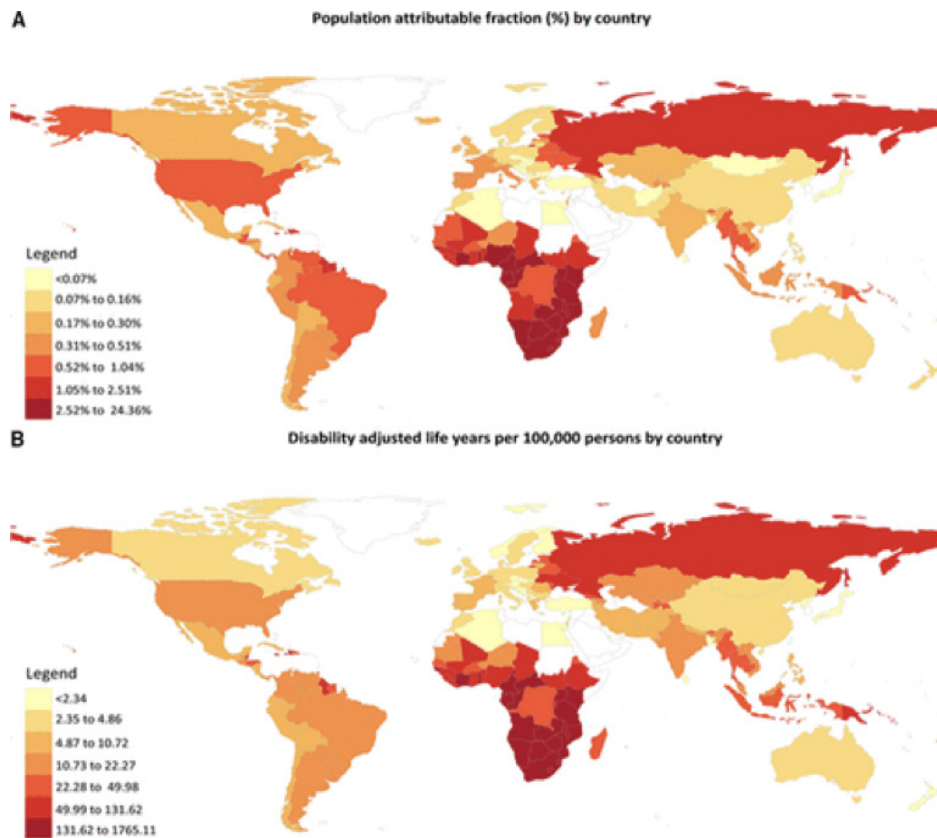 A
Population attributable fraction (%) by country
Legend
<0.07%
0.07% to 0.16%
0.17% to 0.30%
0.31% to 0.51%
0.52% to 1.04%
1.05% to 2.51%
2.52% to 24.36%
B
Disability adjusted life years per 100,000 persons by country
Legend
<2.34
2.35 to 4.86
4.87 to 10.72
10.73 to 22.27
22.28 to 49.98
49.99 to 131.62
131.62 to 1765.11